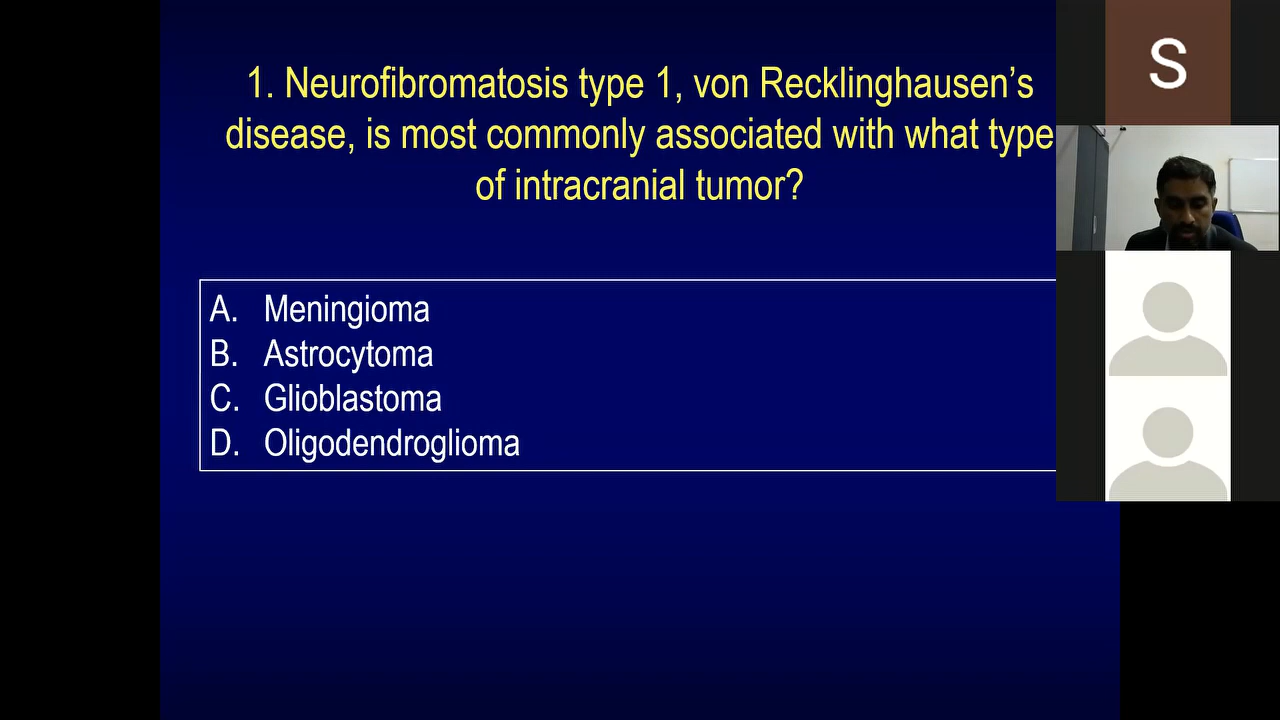 1. Neurofibromatosis type 1, von Recklinghausen’s
disease, is most commonly associated with what type
of intracranial tumor?
A. Meningioma
B. Astrocytoma
C. Glioblastoma
D. Oligodendroglioma
S